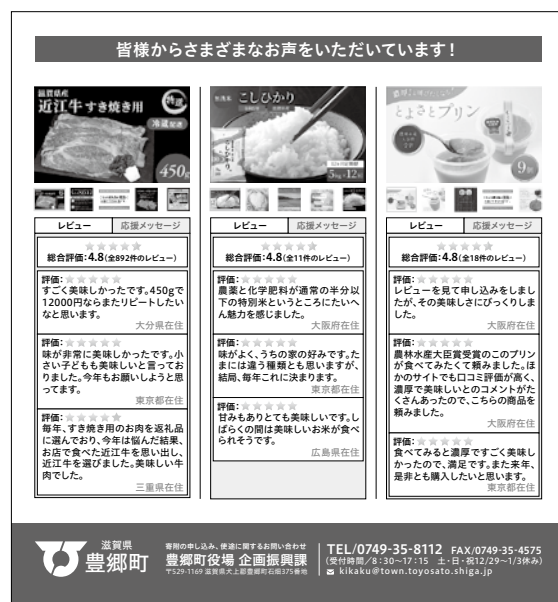 皆様からさまざまなお声をいただいています！
滋賀県産
近江牛すき焼き用
特選
冷蔵配送
450g
レビュー
応援メッセージ
総合評価:4.8(全892件のレビュー)
評価:
すごく美味しかったです。450gで
12000円ならまたリピートしたい
なと思います。
大分県在住
評価:
味が非常に美味しかったです。小
さい子どもも美味しいと言ってお
りました。今年もお願いしようと思
ってます。
東京都在住
評価:
毎年、すき焼き用のお肉を返礼品
に選んでおり、今年は悩んだ結果、
お店で食べた近江牛を思い出し、
近江牛を選びました。美味しい牛
肉でした。
三重県在住
無洗米
こしひかり
こしひかり
5kg×12
レビュー
応援メッセージ
総合評価:4.8(全11件のレビュー)
評価:
農薬と化学肥料が通常の半分以
下の特別米というところにたいへ
ん魅力を感じました。
大阪府在住
評価:
味がよく、うちの家の好みです。た
まには違う種類とも思いますが、
結局、毎年これに決まります。
東京都在住
評価:
甘みもありとても美味しいです。し
ばらくの間は美味しいお米が食べ
られそうです。
広島県在住
とよさとプリン
9個
レビュー
応援メッセージ
総合評価:4.8(全18件のレビュー)
評価:
レビューを見て申し込みをしまし
たが、その美味しさにびっくりしま
した。
大阪府在住
評価:
農林水産大臣賞受賞のこのプリン
が食べてみたくて頼みました。ほ
かのサイトでも口コミ評価が高く、
濃厚で美味しいとのコメントがた
くさんあったので、こちらの商品を
頼みました。
大阪府在住
評価:
食べてみると濃厚ですごく美味し
かったので、満足です。また来年、
是非とも購入したいと思います。
東京都在住
滋賀県
豊郷町
寄附の申し込み、使途に関するお問い合わせ
豊郷町役場 企画振興課
〒529-1169 滋賀県犬上郡豊郷町石畑375番地
TEL/0749-35-8112 FAX/0749-35-4575
(受付時間/8:30〜17:15 土・日・祝12/29〜1/3休み)
kikaku@town.toyosato.shiga.jp